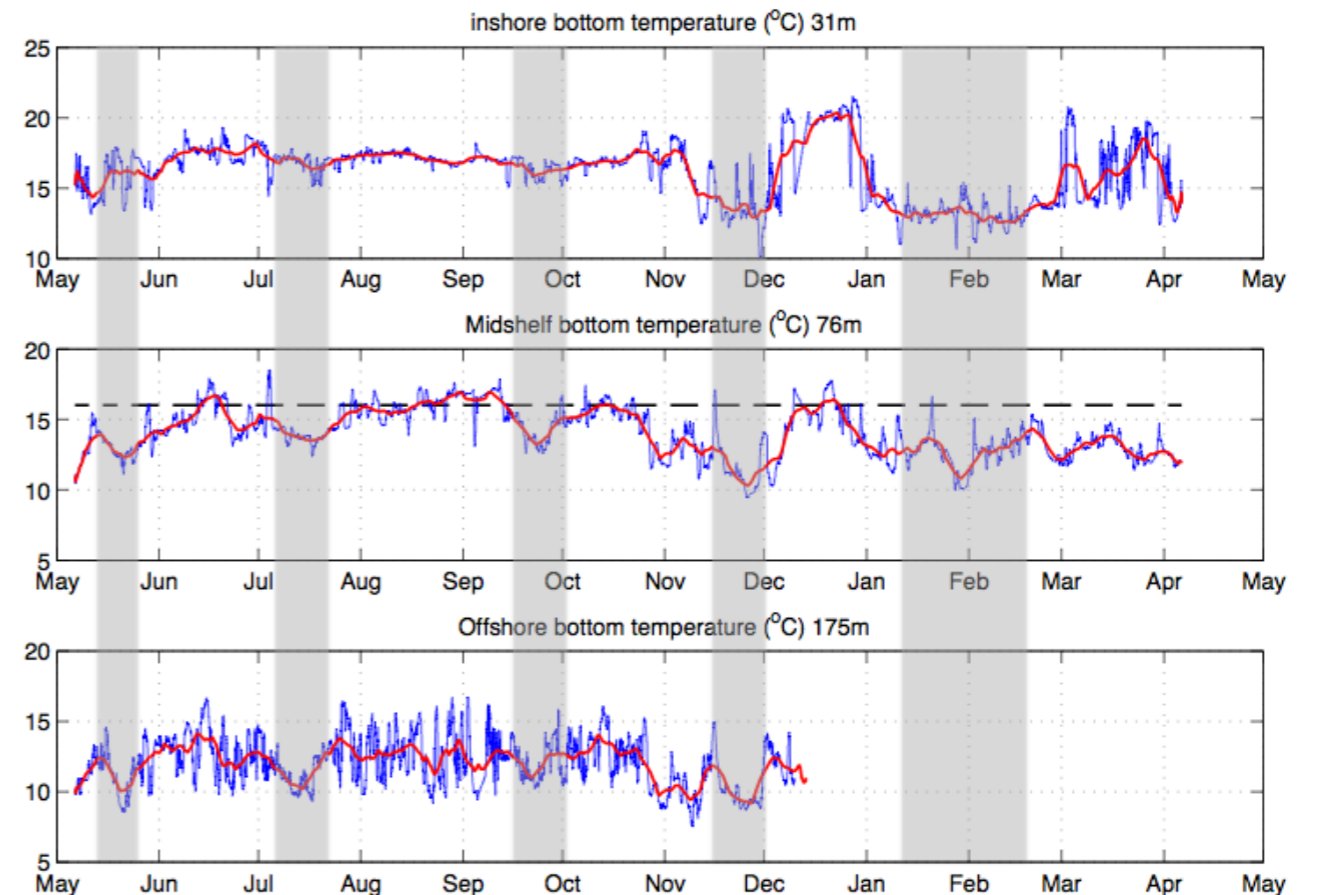 inshore bottom temperature (°C) 31m
25
20
15
10
May Jun Jul Aug Sep Oct Nov Dec Jan Feb Mar Apr May
Midshelf bottom temperature (°C) 76m
20
15
10
5
May Jun Jul Aug Sep Oct Nov Dec Jan Feb Mar Apr May
Offshore bottom temperature (°C) 175m
20
15
10
5
May Jun Jul Aug Sep Oct Nov Dec Jan Feb Mar Apr May